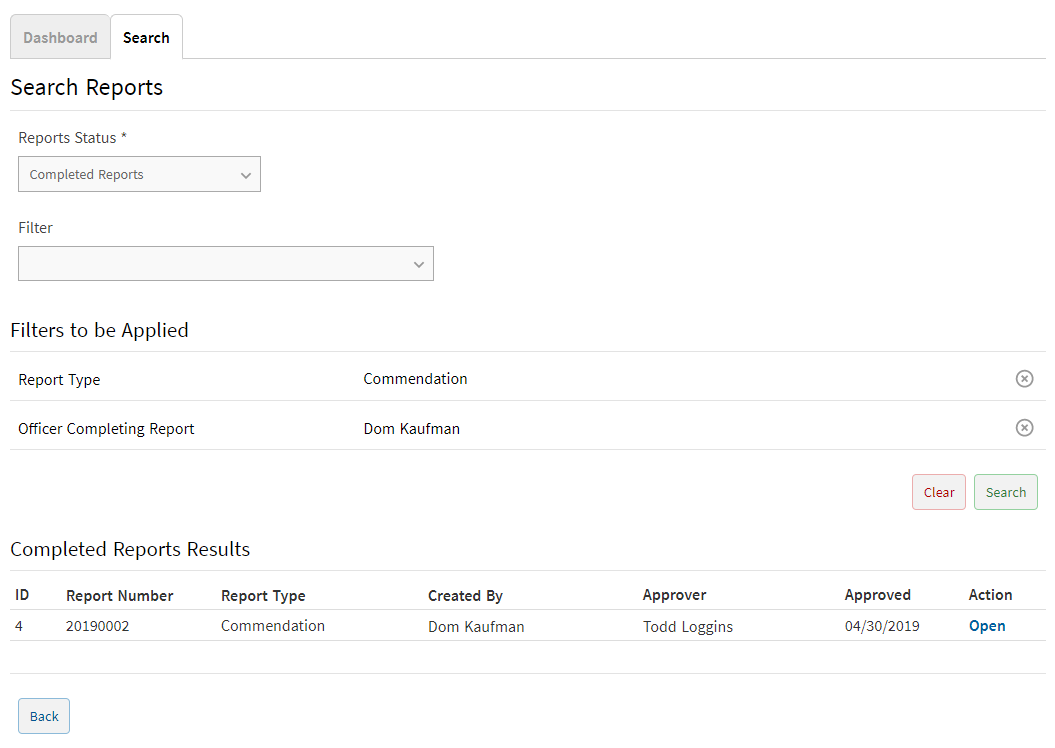 Dashboard Search
Search Reports
Reports Status *
Completed Reports
Filter
Filters to be Applied
Report Type Commendation
Officer Completing Report Dom Kaufman
Clear Search
Completed Reports Results
ID Report Number Report Type Created By Approver Approved Action
4 20190002 Commendation Dom Kaufman Todd Loggins 04/30/2019 Open
Back